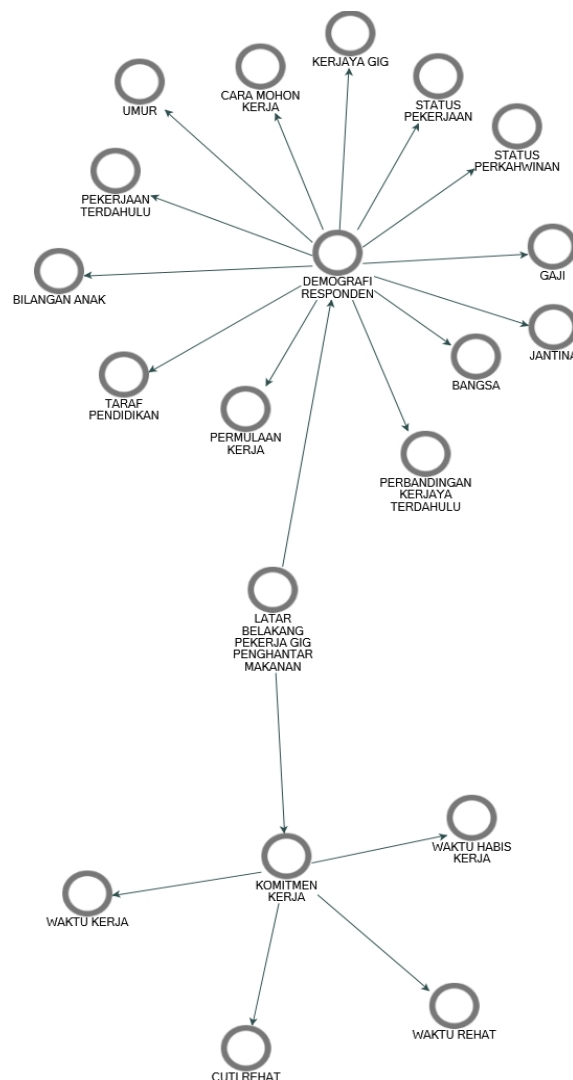 KERJAYA GIG
CARA MOHON
KERJA
STATUS
PEKERJAAN
UMUR
STATUS
PERKAHWINAN
PEKERJAAN
TERDAHULU
GAJI
DEMOGRAFI
RESPONDEN
BILANGAN ANAK
JANTINA
BANGSA
TARAF
PENDIDIKAN
PERMULAAN
KERJA
PERBANDINGAN
KERJAYA
TERDAHULU
LATAR
BELAKANG
PEKERJA GIG
PENGHANTAR
MAKANAN
WAKTU HABIS
KERJA
KOMITMEN
KERJA
WAKTU KERJA
WAKTU REHAT
CUTI REHAT